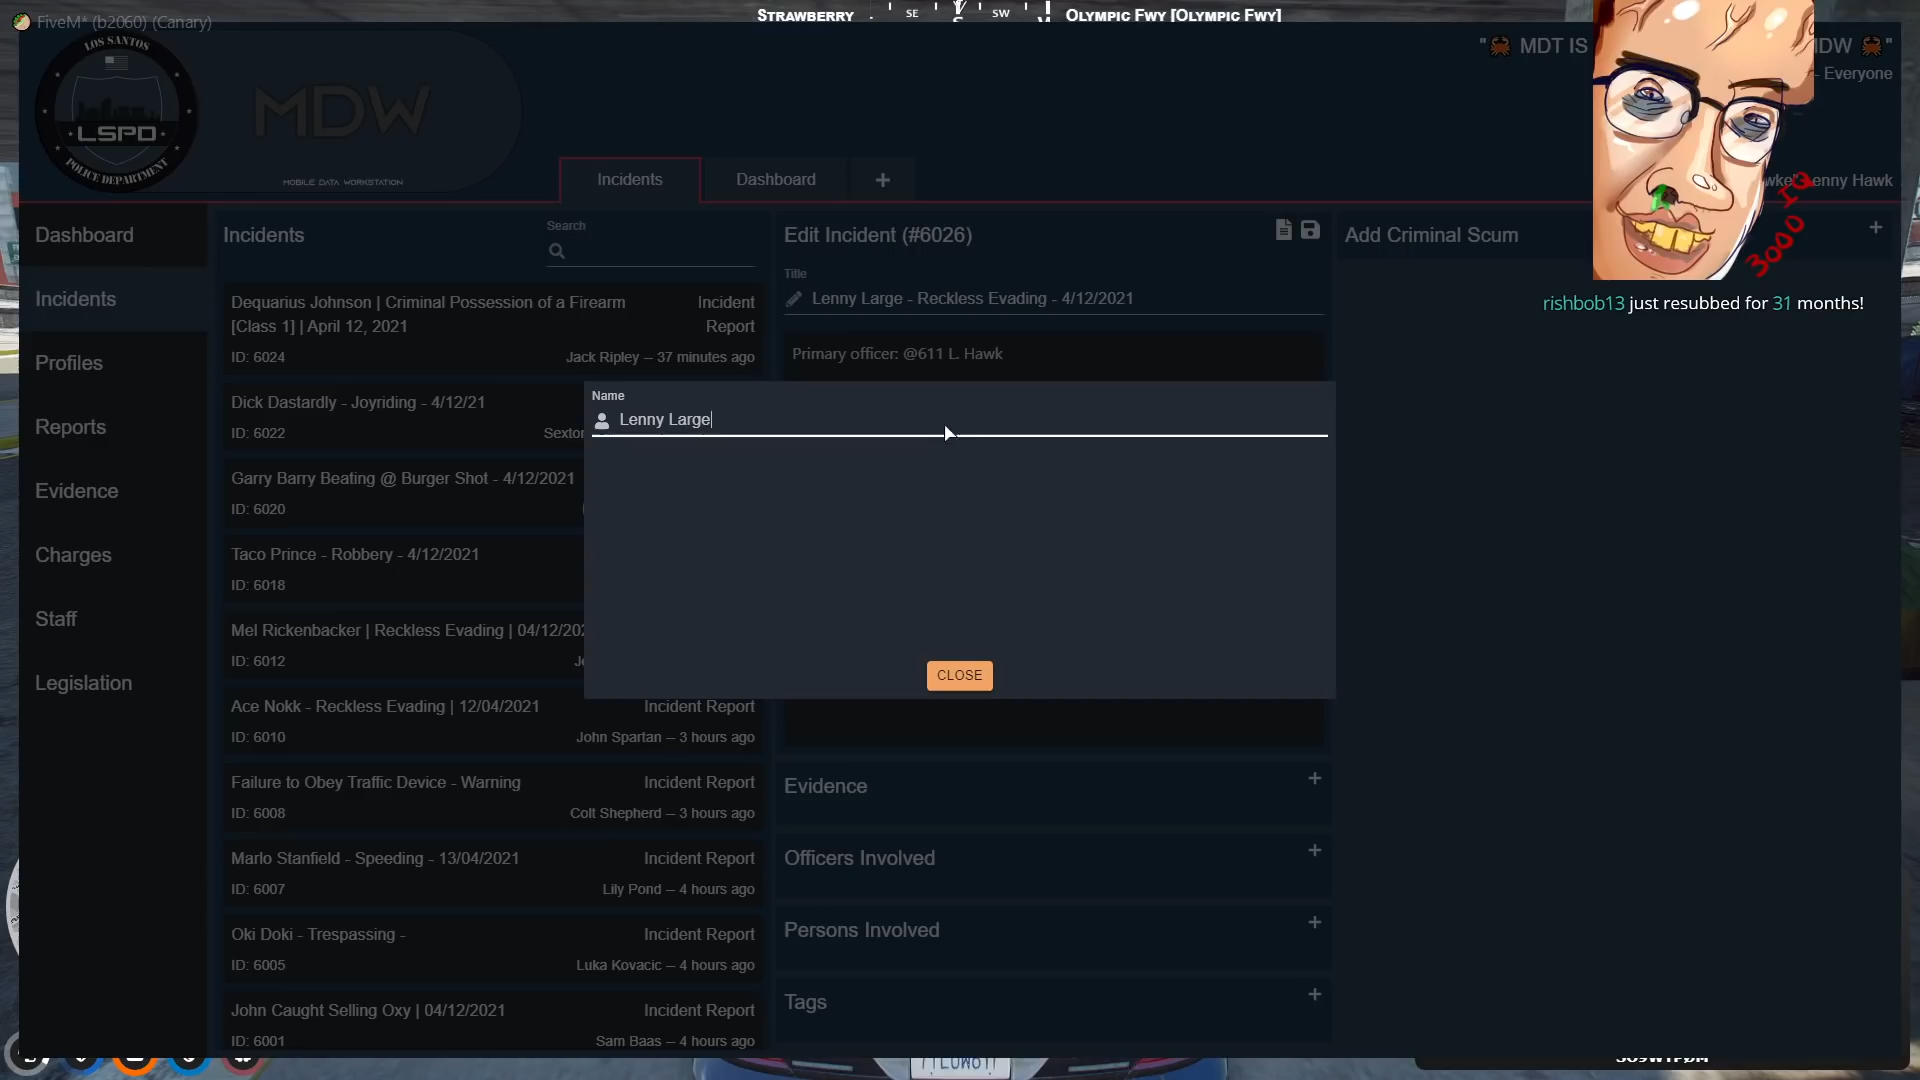 FiveM* (b2060) (Canary)
STRAWBERRY
SE
SW
OLYMPIC FWY [OLYMPIC FWY]
LOS SANTOS
LSPD
POLICE DEPARTMENT
MDW
MOBILE DATA WORKSTATION
" MDT IS
MDW "
- Everyone
Lenny Hawk
IQ
3000
rishbob13 just resubbed for 31 months!
Incidents
Dashboard
+
Dashboard
Incidents
Profiles
Reports
Evidence
Charges
Staff
Legislation
Incidents
Search
Dequarius Johnson | Criminal Possession of a Firearm
[Class 1] | April 12, 2021
Incident
Report
ID: 6024
Jack Ripley – 37 minutes ago
Dick Dastardly - Joyriding - 4/12/21
ID: 6022
Garry Barry Beating @ Burger Shot - 4/12/2021
ID: 6020
Taco Prince - Robbery - 4/12/2021
ID: 6018
Mel Rickenbacker | Reckless Evading | 04/12/202
ID: 6012
Ace Nokk - Reckless Evading | 12/04/2021
Incident Report
ID: 6010
John Spartan – 3 hours ago
Failure to Obey Traffic Device - Warning
Incident Report
ID: 6008
Colt Shepherd – 3 hours ago
Marlo Stanfield - Speeding - 13/04/2021
Incident Report
ID: 6007
Lily Pond – 4 hours ago
Oki Doki - Trespassing -
Incident Report
ID: 6005
Luka Kovacic – 4 hours ago
John Caught Selling Oxy | 04/12/2021
Incident Report
ID: 6001
Sam Baas – 4 hours ago
Edit Incident (#6026)
Title
Lenny Large - Reckless Evading - 4/12/2021
Primary officer: @611 L. Hawk
Name
Lenny Large
CLOSE
Evidence
+
Officers Involved
+
Persons Involved
+
Tags
+
Add Criminal Scum
+